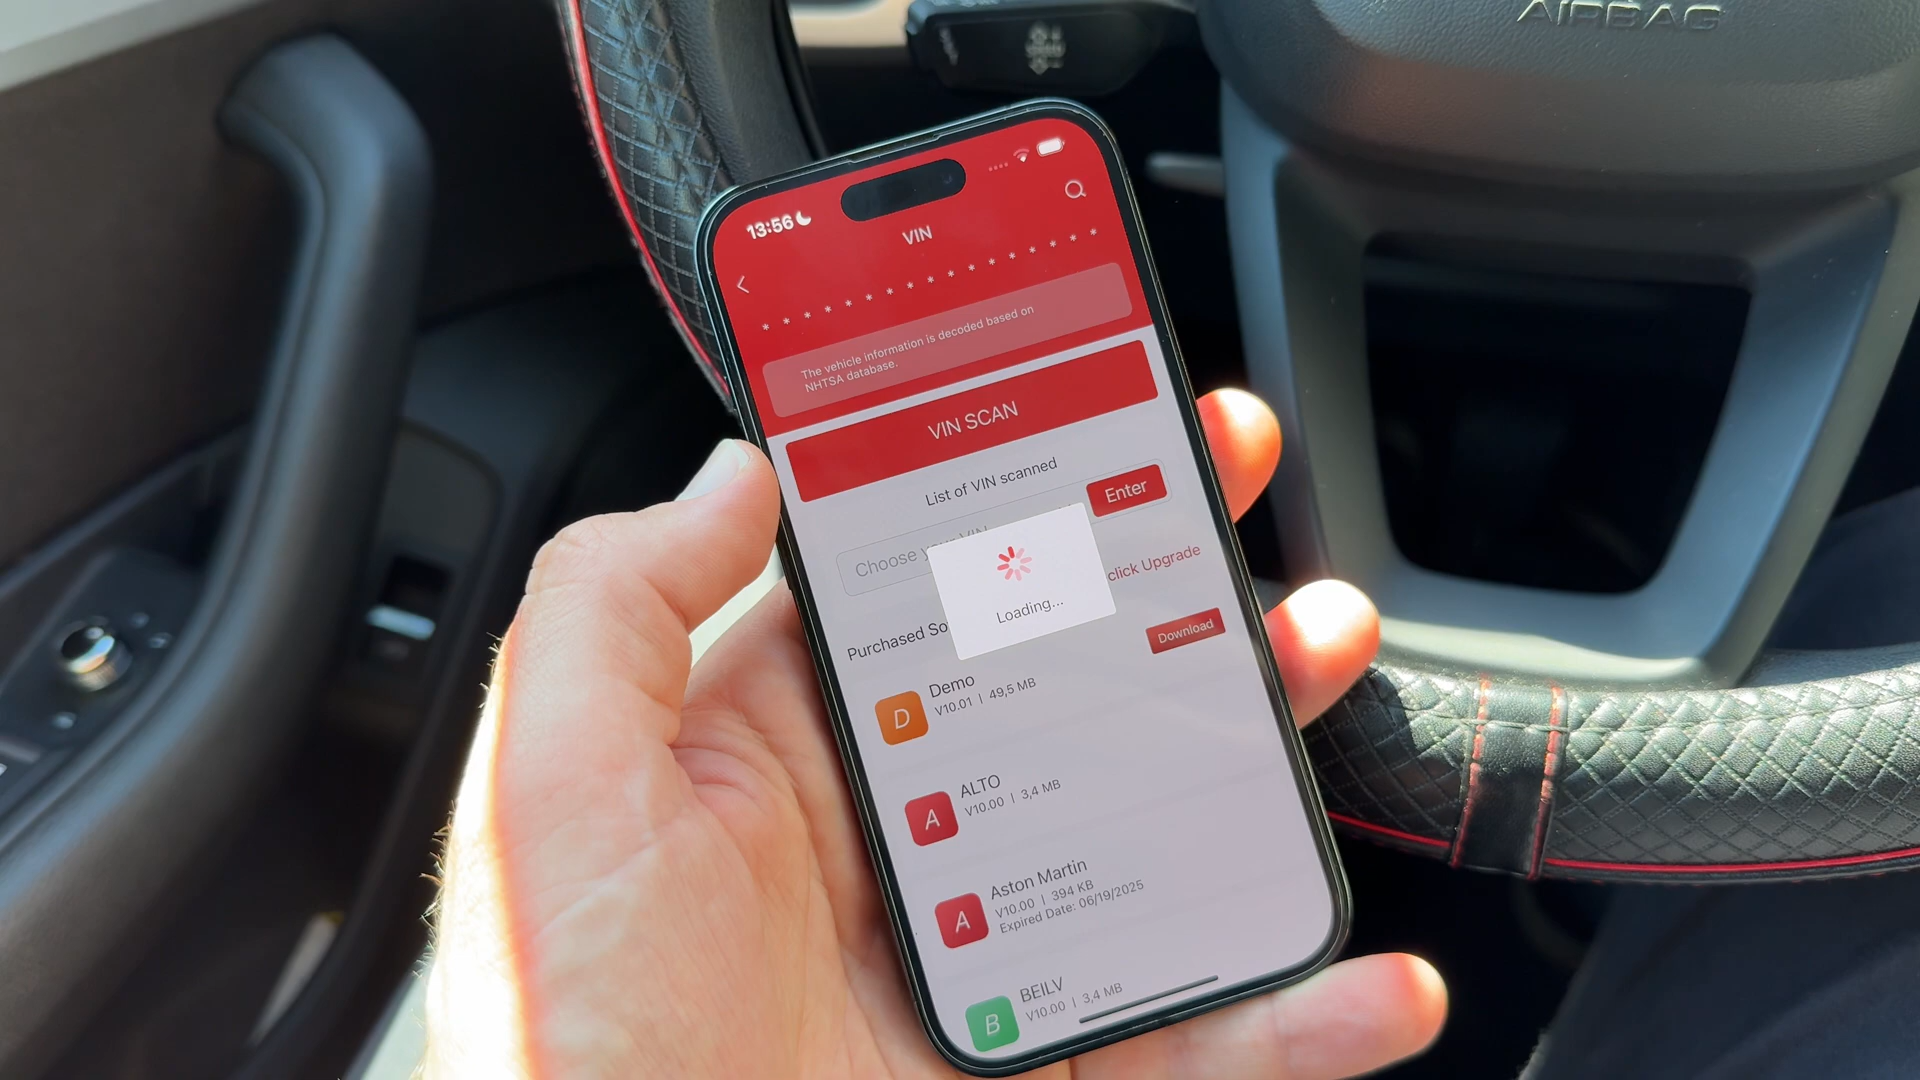 AIRBAG
13:56
VIN
* * * * * * * * * * * * * * * * *
The vehicle information is decoded based on
NHTSA database.
VIN SCAN
List of VIN scanned
Enter
Choose your VIN
click Upgrade
Loading...
Purchased So
Download
D
Demo
V10.01 | 49,5 MB
A
ALTO
V10.00 | 3,4 MB
A
Aston Martin
V10.00 | 394 KB
Expired Date: 06/19/2025
B
BEILV
V10.00 | 3,4 MB